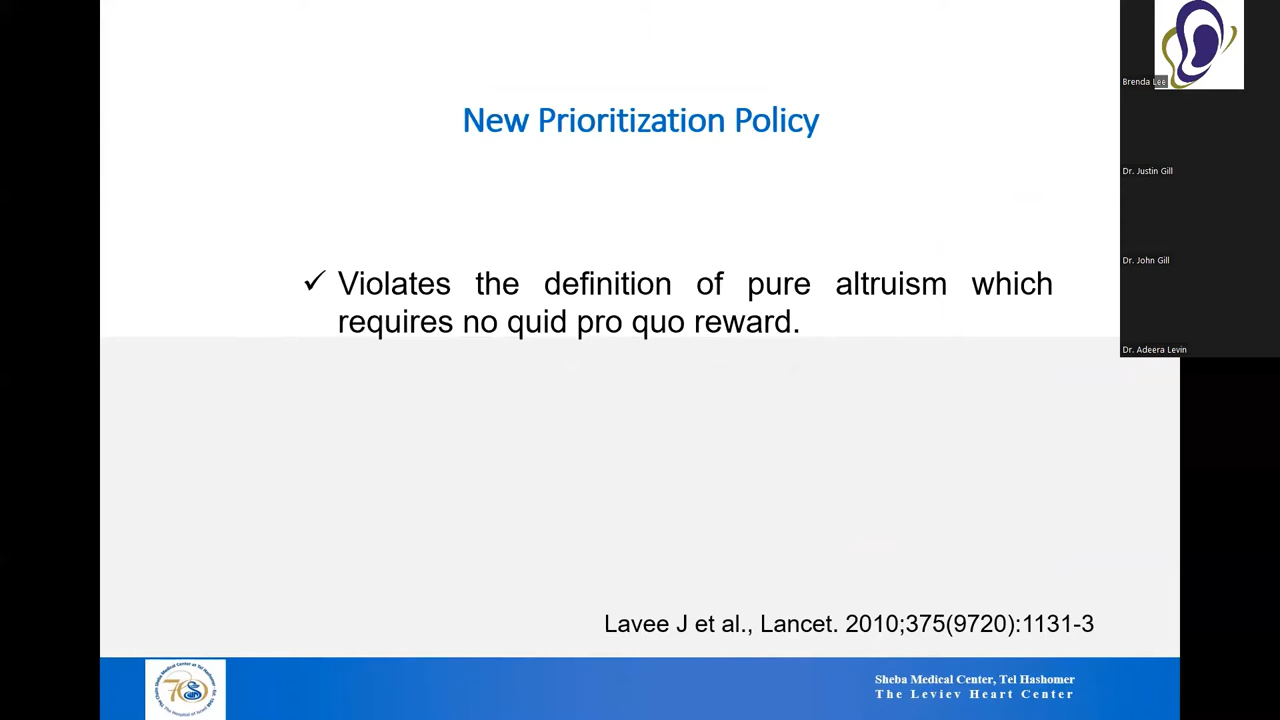 New Prioritization Policy
✓ Violates the definition of pure altruism which
requires no quid pro quo reward.
Lavee J et al., Lancet. 2010;375(9720):1131-3
Sheba Medical Center, Tel Hashomer
The Leviev Heart Center
Brenda Lee
Dr. Justin Gill
Dr. John Gill
Dr. Adeera Levin